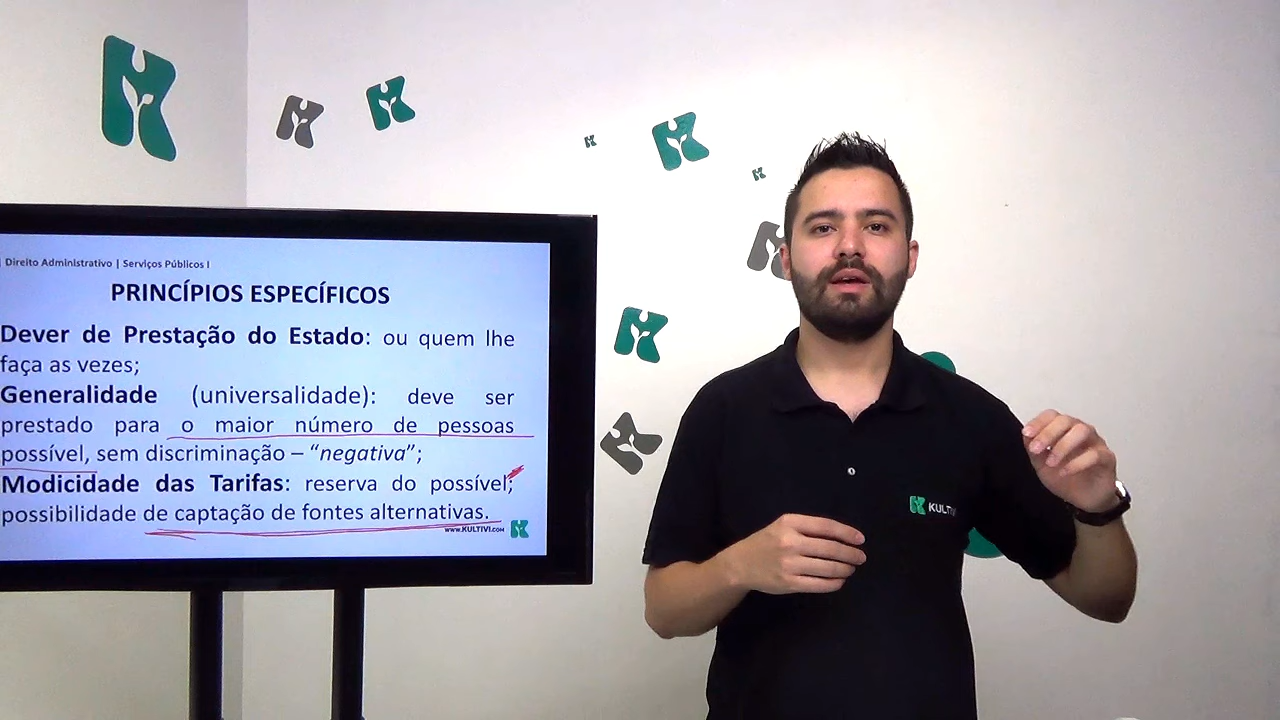 | Direito Administrativo | Serviços Públicos I
PRINCÍPIOS ESPECÍFICOS
Dever de Prestação do Estado: ou quem lhe
faça as vezes;
Generalidade (universalidade): deve ser
prestado para o maior número de pessoas
possível, sem discriminação – “negativa”;
Modicidade das Tarifas: reserva do possível;
possibilidade de captação de fontes alternativas.
www.KULTIVI.com
KULTIVI